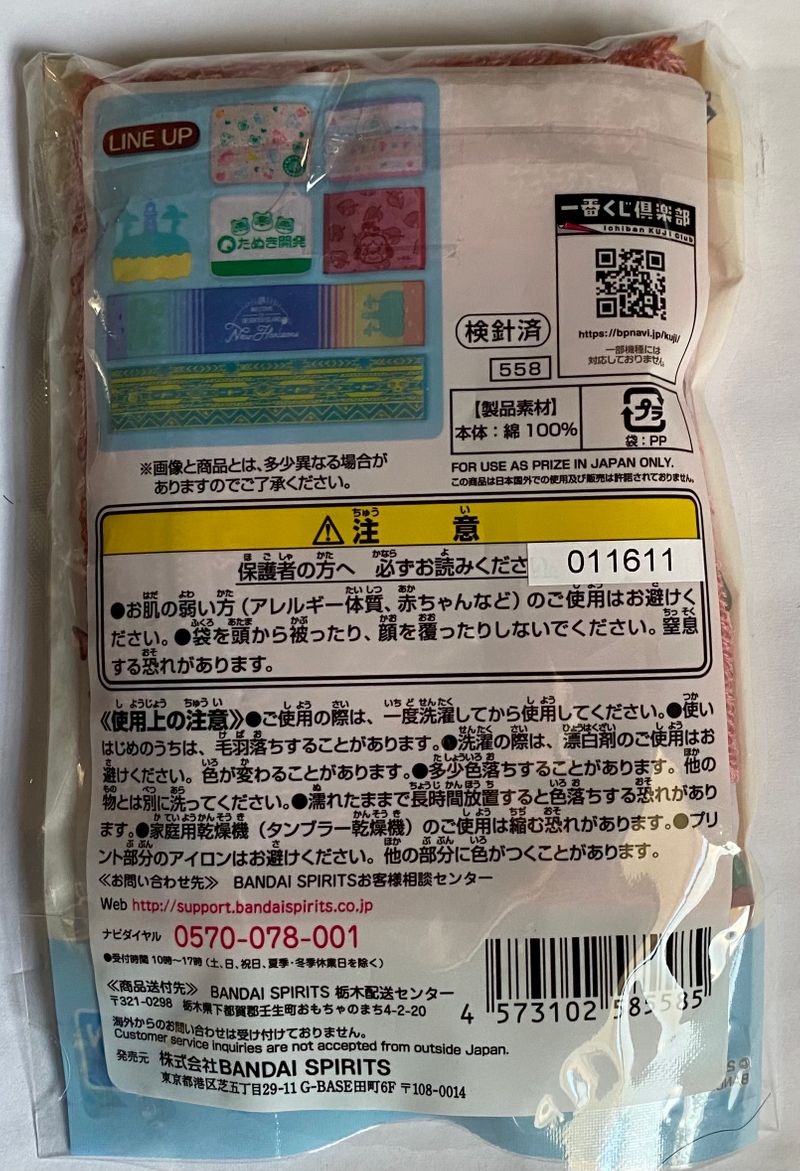 LINE UP
たぬき開発
New Horizons
一番くじ倶楽部
Ichiban KUJI Club
https://bpnavi.jp/kuji/
一部機種には
対応しておりません。
検針済
558
【製品素材】
本体:綿100%
プラ
袋:PP
※画像と商品とは、多少異なる場合が
ありますのでご了承ください。
FOR USE AS PRIZE IN JAPAN ONLY.
この商品は日本国外での使用及び販売は許諾されておりません。
⚠注意
保護者の方へ 必ずお読みくださ
011611
●お肌の弱い方(アレルギー体質、赤ちゃんなど)のご使用はお避けく
ださい。●袋を頭から被ったり、顔を覆ったりしないでください。窒息
する恐れがあります。
《使用上の注意》●ご使用の際は、一度洗濯してから使用してください。●使い
はじめのうちは、毛羽落ちすることがあります。●洗濯の際は、漂白剤のご使用はお
避けください。色が変わることがあります。●多少色落ちすることがあります。他の
物とは別に洗ってください。●濡れたままで長時間放置すると色落ちする恐れがあり
ます。●家庭用乾燥機(タンブラー乾燥機)のご使用は縮む恐れがあります。●プリ
ント部分のアイロンはお避けください。他の部分に色がつくことがあります。
《お問い合わせ先》 BANDAI SPIRITSお客様相談センター
Web http://support.bandaispirits.co.jp
ナビダイヤル 0570-078-001
●受付時間 10時〜17時(土、日、祝日、夏季・冬季休業日を除く)
《商品送付先》 BANDAI SPIRITS 栃木配送センター
〒321-0298 栃木県下都賀郡壬生町おもちゃのまち4-2-20
海外からのお問い合わせは受け付けておりません。
Customer service inquiries are not accepted from outside Japan.
発売元 株式会社BANDAI SPIRITS
東京都港区芝五丁目29-11 G-BASE田町6F 〒108-0014
4 573102 585585